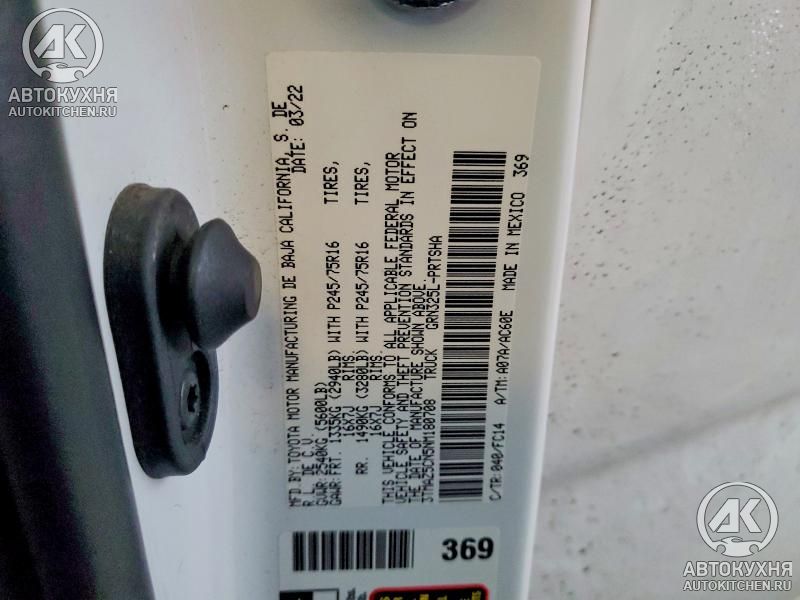 АВТОКУХНЯ
AUTOKITCHEN.RU
MFD BY: TOYOTA MOTOR MANUFACTURING DE BAJA CALIFORNIA, S. DE
R.L. DE C.V. DATE: 03/22
GVWR: 2540KG (5600LB)
GAWR: FRT. 1335KG (2940LB) WITH P245/75R16 TIRES,
16X7J RIMS,
RR. 1490KG (3280LB) WITH P245/75R16 TIRES,
16X7J RIMS.
THIS VEHICLE CONFORMS TO ALL APPLICABLE FEDERAL MOTOR
VEHICLE SAFETY AND THEFT PREVENTION STANDARDS IN EFFECT ON
THE DATE OF MANUFACTURE SHOWN ABOVE.
3TMAZ5CN5NM180708 TRUCK GRN325L-PRTSHA
C/TR: 040/FC14 A/TM: A07A/AC60E MADE IN MEXICO 369
369
АВТОКУХНЯ
AUTOKITCHEN.RU